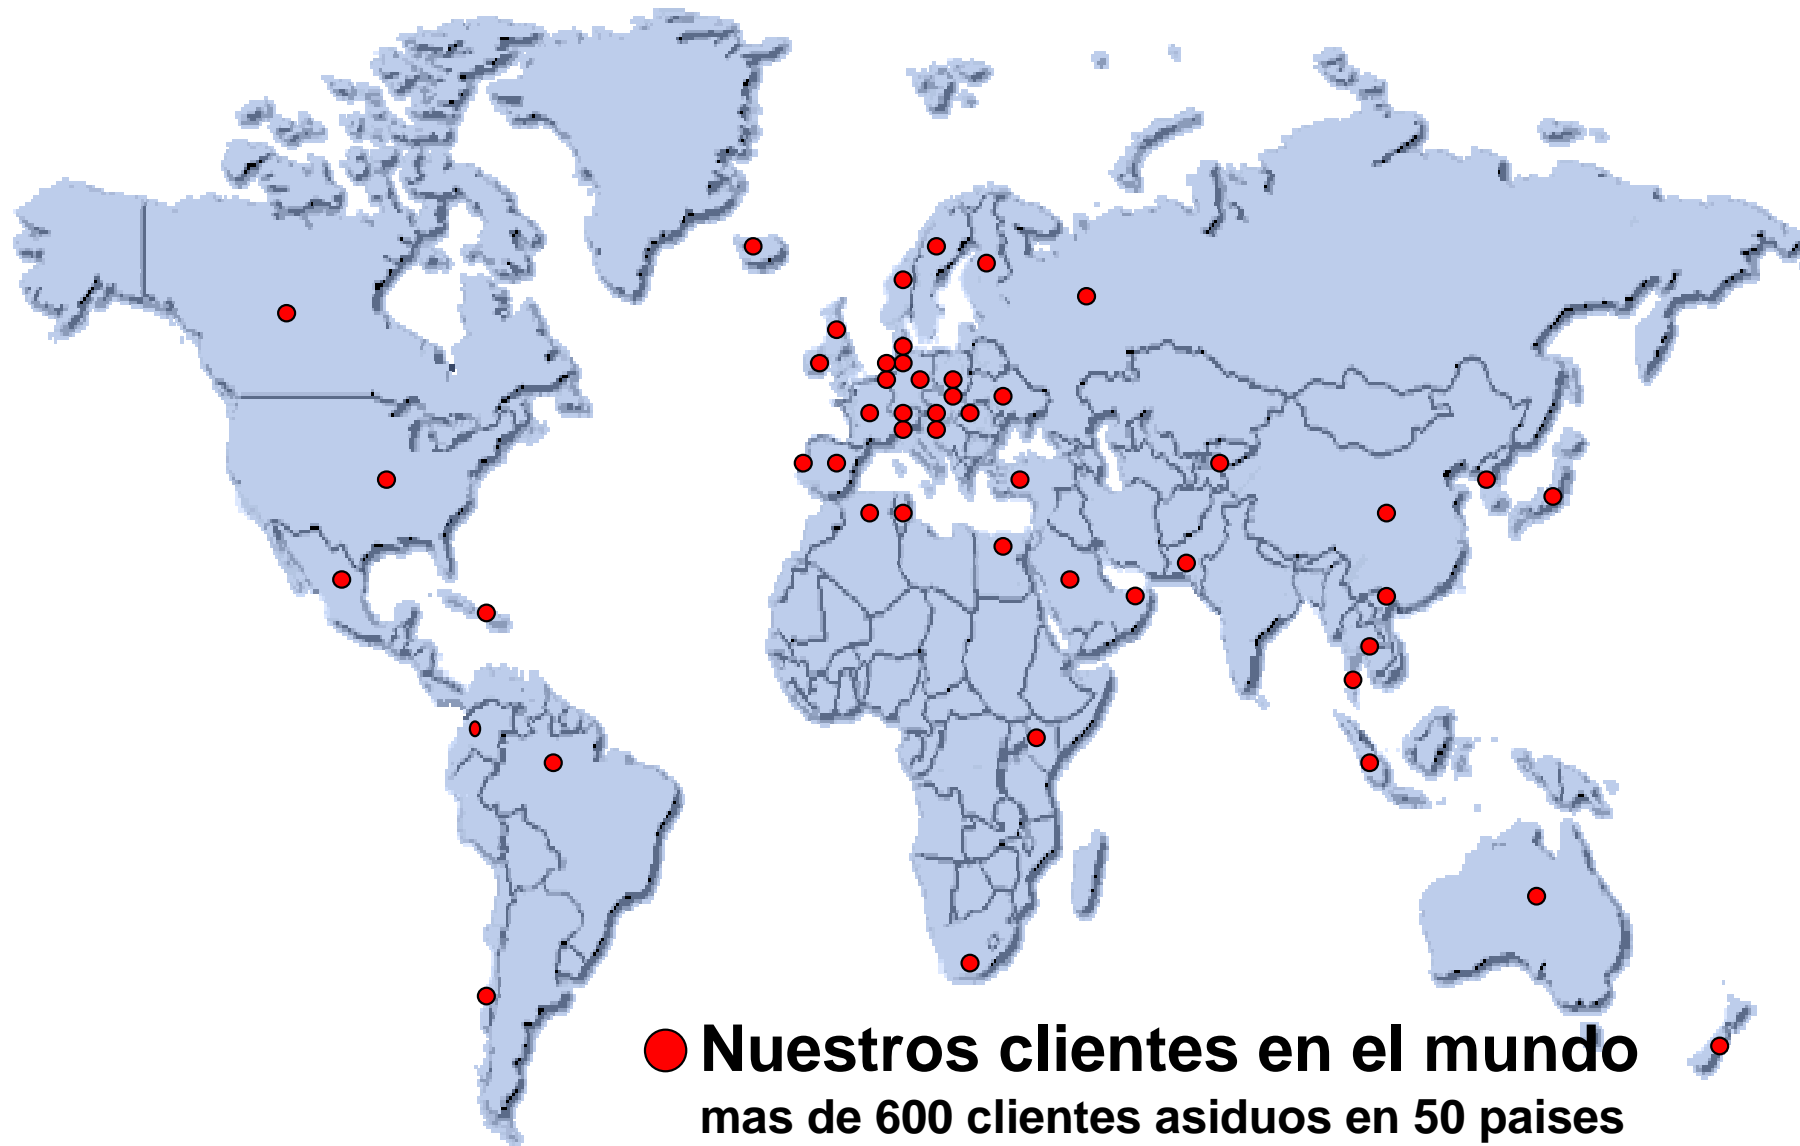 Nuestros clientes en el mundo
mas de 600 clientes asiduos en 50 paises